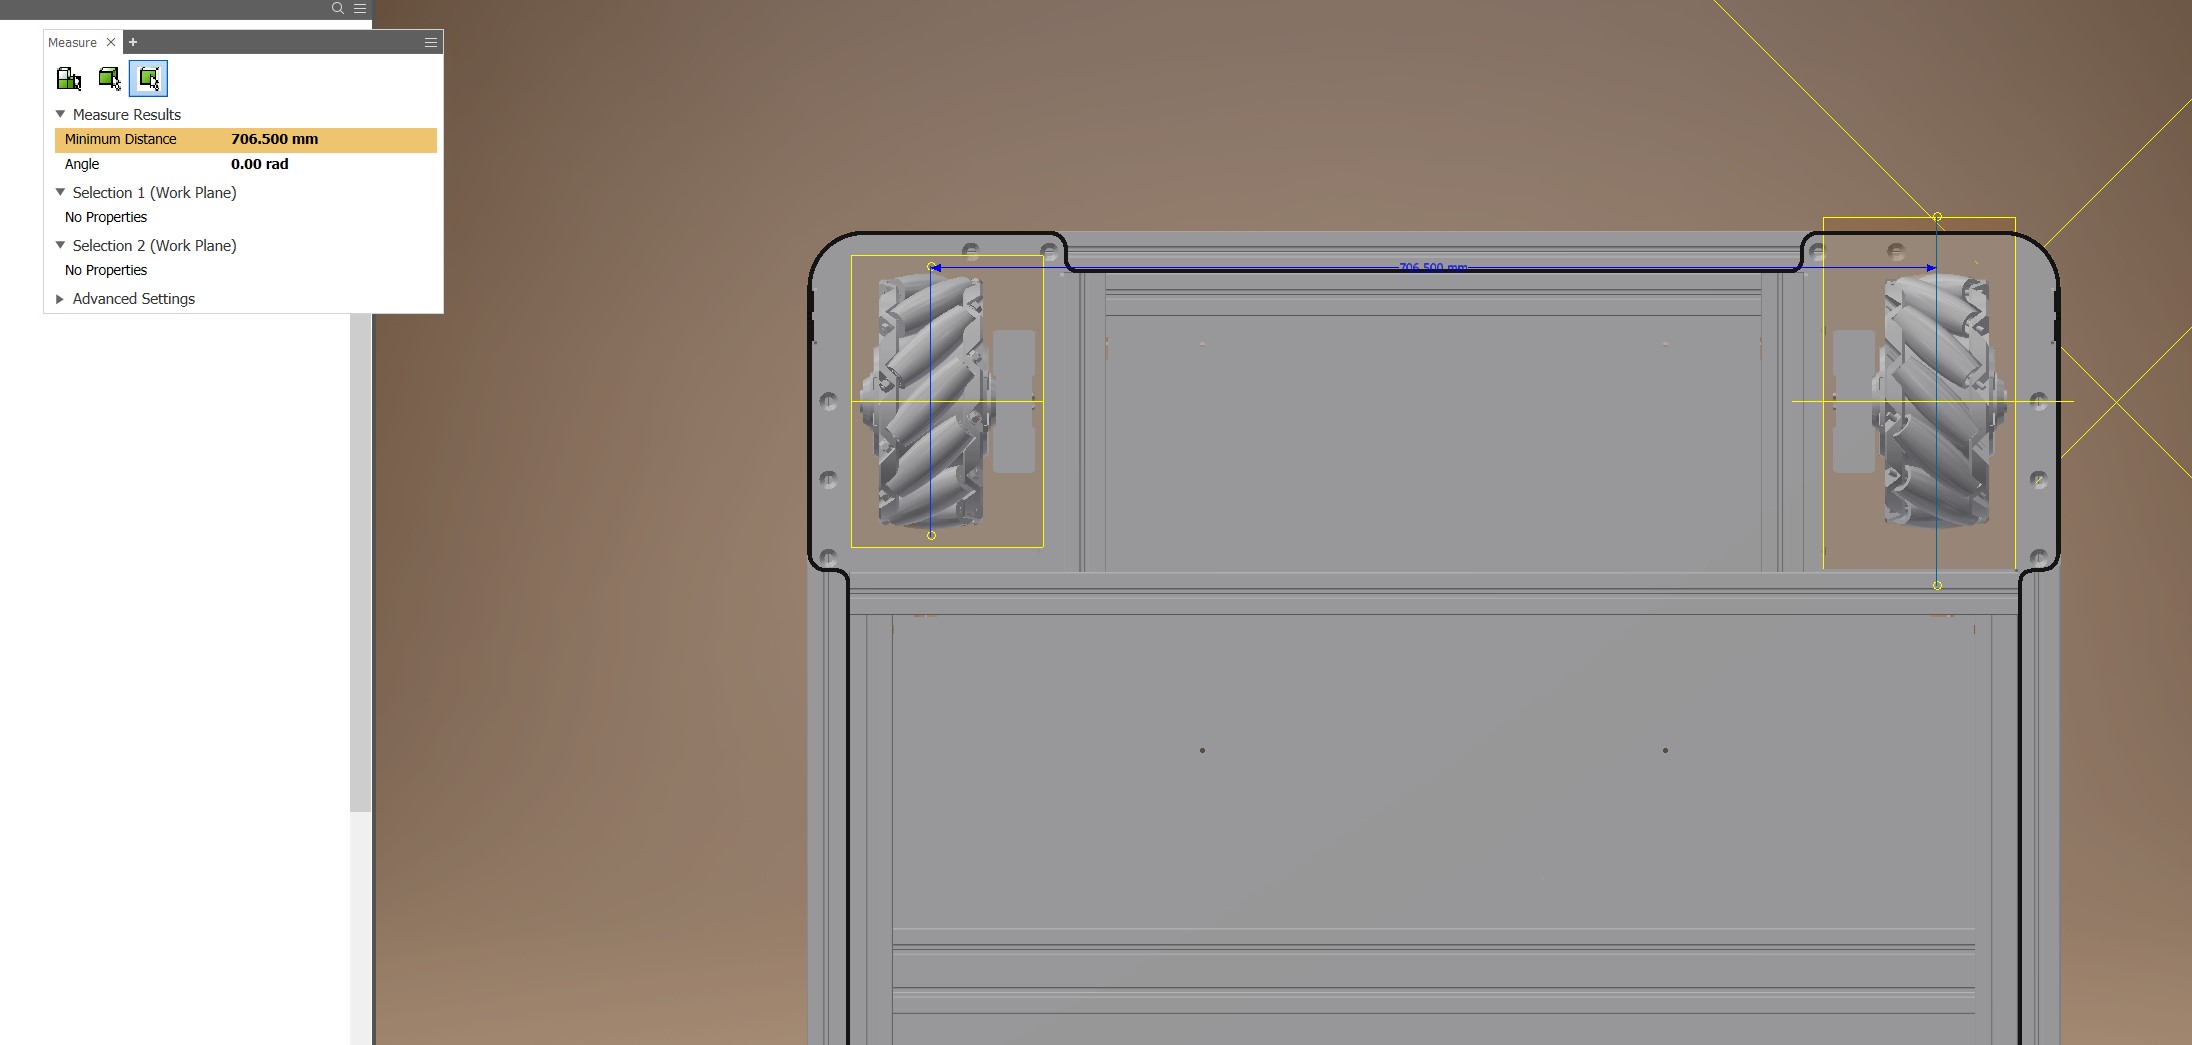 Measure
Measure Results
Minimum Distance 706.500 mm
Angle 0.00 rad
Selection 1 (Work Plane)
No Properties
Selection 2 (Work Plane)
No Properties
Advanced Settings
706.500 mm